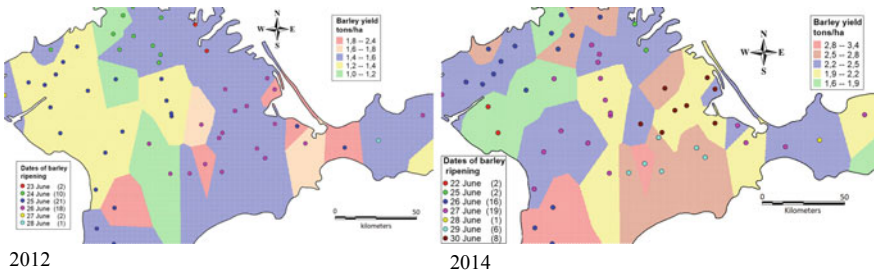 N
W E
S
Barley yield
tons/ha
1,8 – 2,4
1,6 – 1,8
1,4 – 1,6
1,2 – 1,4
1,0 – 1,2
Dates of barley
ripening
23 June (2)
24 June (10)
25 June (21)
26 June (18)
27 June (2)
28 June (1)
0 50
kilometers
2012
N
W E
S
Barley yield
tons/ha
2,8 – 3,4
2,5 – 2,8
2,2 – 2,5
1,9 – 2,2
1,6 – 1,9
Dates of barley
ripening
22 June (2)
25 June (2)
26 June (16)
27 June (19)
28 June (1)
29 June (6)
30 June (8)
0 50
Kilometers
2014